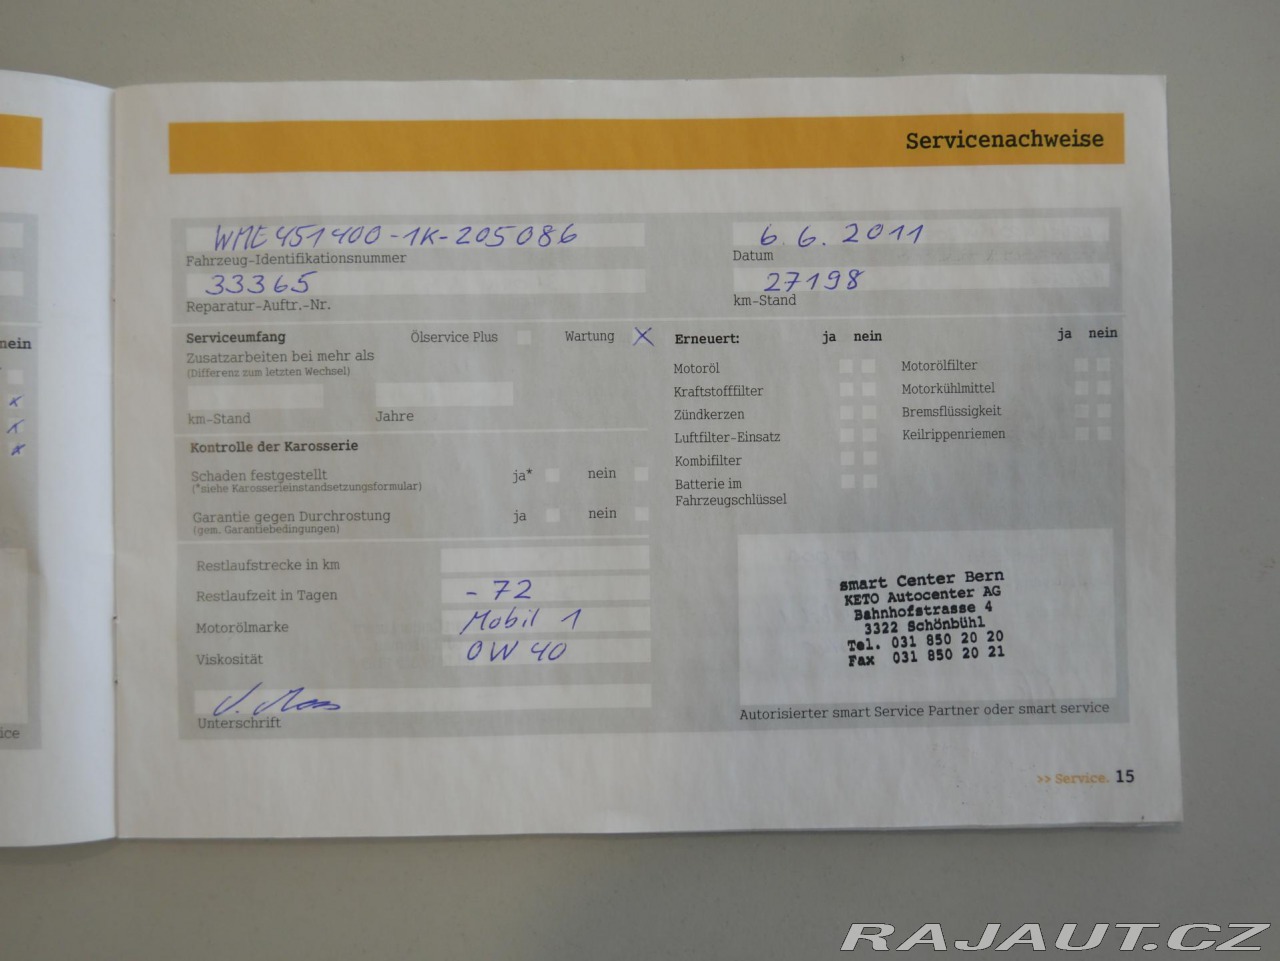 Servicenachweise
WME451400-1K-205086
6. 6. 2011
Fahrzeug-Identifikationsnummer
Datum
33365
27198
Reparatur-Auftr.-Nr.
km-Stand
Serviceumfang
Ölservice Plus
Wartung X
Zusatzarbeiten bei mehr als
(Differenz zum letzten Wechsel)
km-Stand
Jahre
Kontrolle der Karosserie
Schaden festgestellt
ja*
nein
(*siehe Karosserieinstandsetzungsformular)
Garantie gegen Durchrostung
ja
nein
(gem. Garantiebedingungen)
Restlaufstrecke in km
Restlaufzeit in Tagen
- 72
Motorölmarke
Mobil 1
Viskosität
0W 40
Unterschrift
Erneuert:
ja nein
ja nein
Motoröl
Kraftstofffilter
Zündkerzen
Luftfilter-Einsatz
Kombifilter
Batterie im
Fahrzeugschlüssel
Motorölfilter
Motorkühlmittel
Bremsflüssigkeit
Keilrippenriemen
smart Center Bern
KETO Autocenter AG
Bahnhofstrasse 4
3322 Schönbühl
Tel. 031 850 20 20
Fax 031 850 20 21
Autorisierter smart Service Partner oder smart service
>> Service. 15
nein
x
x
x
ice
RAJAUT.CZ